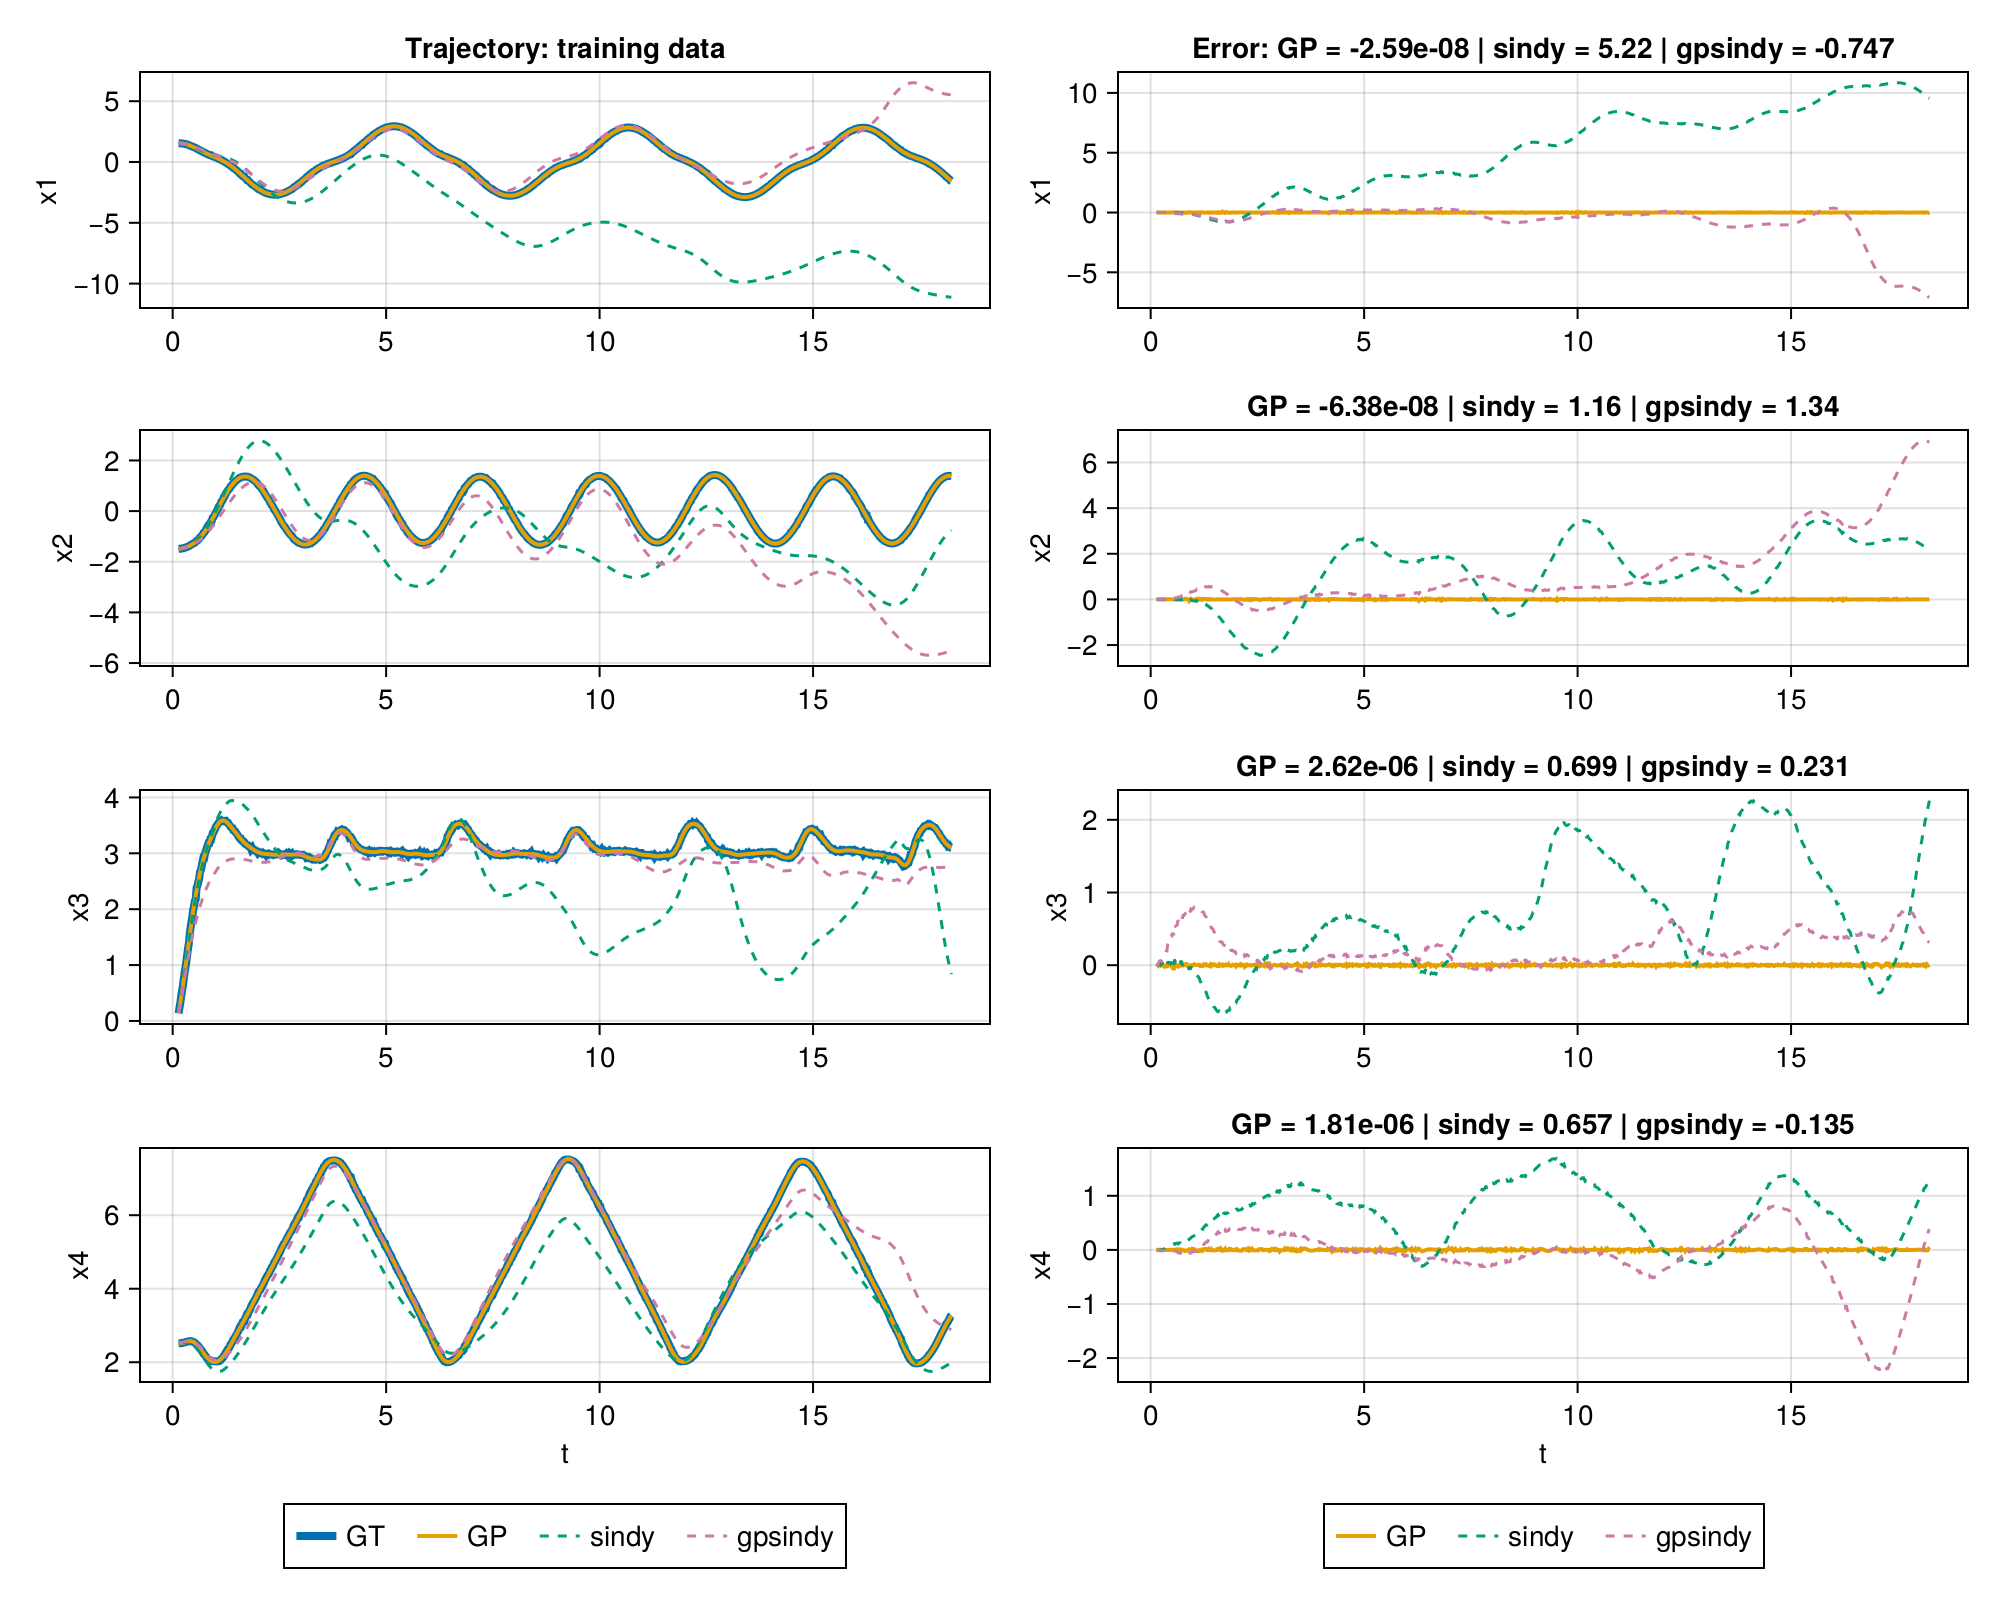 Trajectory: training data
x1
5
0
−5
−10
0 5 10 15
Error: GP = -2.59e-08 | sindy = 5.22 | gpsindy = -0.747
x1
10
5
0
−5
0 5 10 15
x2
2
0
−2
−4
−6
0 5 10 15
GP = -6.38e-08 | sindy = 1.16 | gpsindy = 1.34
x2
6
4
2
0
−2
0 5 10 15
x3
4
3
2
1
0
0 5 10 15
GP = 2.62e-06 | sindy = 0.699 | gpsindy = 0.231
x3
2
1
0
0 5 10 15
x4
6
4
2
0 5 10 15
t
GP = 1.81e-06 | sindy = 0.657 | gpsindy = -0.135
x4
1
0
−1
−2
0 5 10 15
t
GT GP sindy gpsindy
GP sindy gpsindy